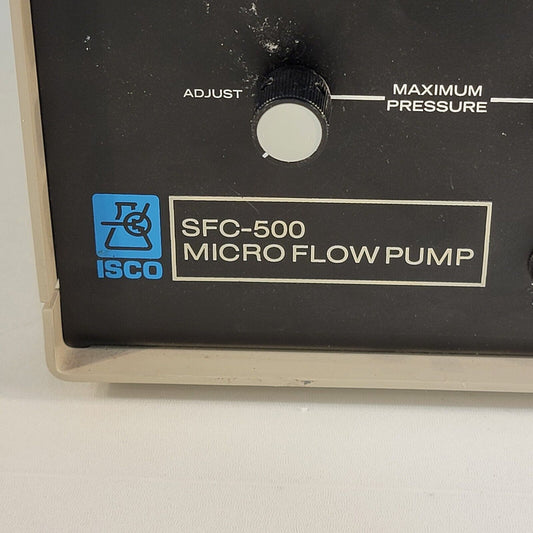 ADJUST
MAXIMUM
PRESSURE
ISCO
SFC-500
MICRO FLOW PUMP